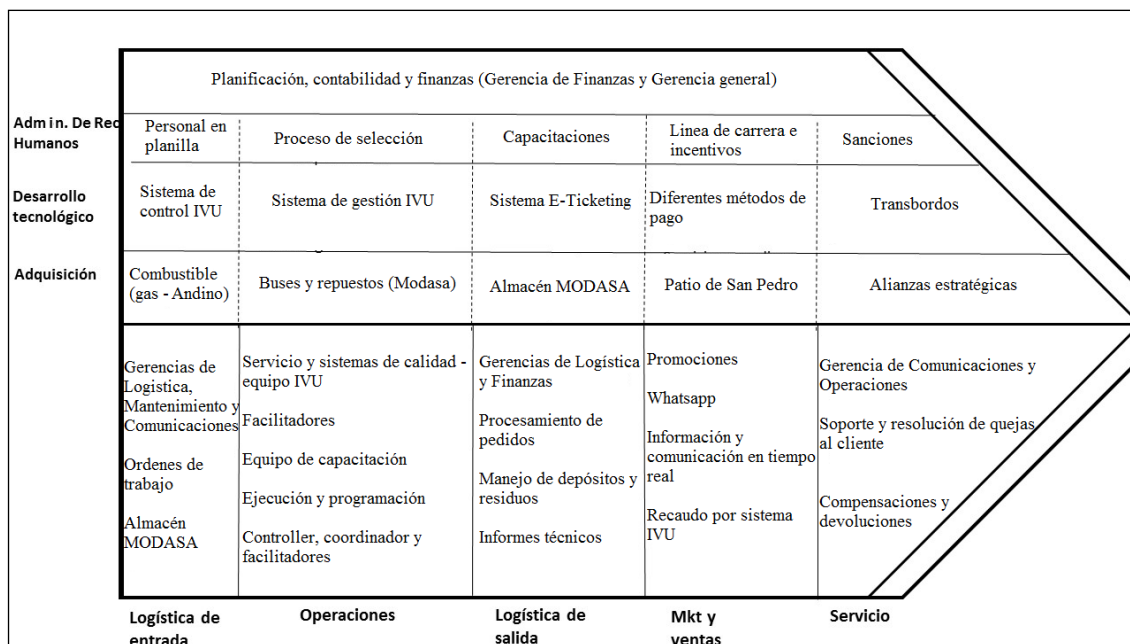 Planificación, contabilidad y finanzas (Gerencia de Finanzas y Gerencia general)
Admin. De Rec
Humanos
Personal en
planilla
Proceso de selección
Capacitaciones
Linea de carrera e
incentivos
Sanciones
Desarrollo
tecnológico
Sistema de
control IVU
Sistema de gestión IVU
Sistema E-Ticketing
Diferentes métodos de
pago
Transbordos
Adquisición
Combustible
(gas - Andino)
Buses y repuestos (Modasa)
Almacén MODASA
Patio de San Pedro
Alianzas estratégicas
Gerencias de
Logística,
Mantenimiento y
Comunicaciones
Ordenes de
trabajo
Almacén
MODASA
Servicio y sistemas de calidad -
equipo IVU
Facilitadores
Equipo de capacitación
Ejecución y programación
Controller, coordinador y
facilitadores
Gerencias de Logística
y Finanzas
Procesamiento de
pedidos
Manejo de depósitos y
residuos
Informes técnicos
Promociones
Whatsapp
Información y
comunicación en tiempo
real
Recaudo por sistema
IVU
Gerencia de Comunicaciones y
Operaciones
Soporte y resolución de quejas
al cliente
Compensaciones y
devoluciones
Logística de
entrada
Operaciones
Logística de
salida
Mkt y
ventas
Servicio